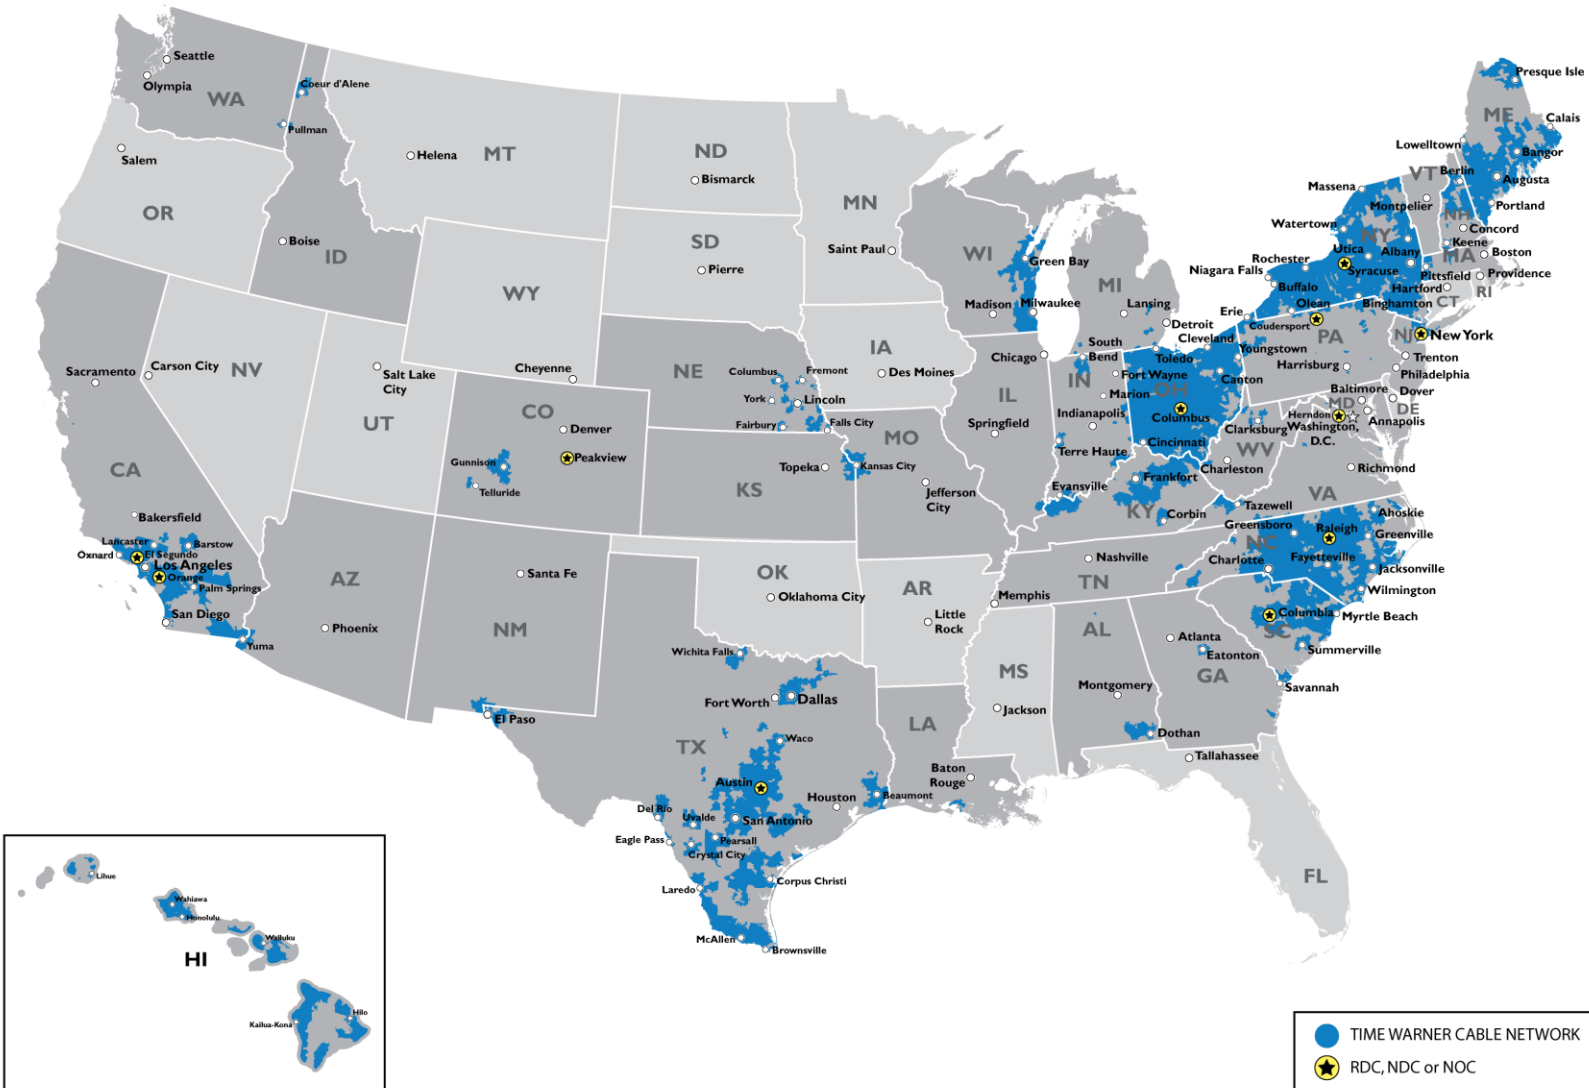 Seattle
Olympia
WA
Coeur d'Alene
Pullman
Salem
OR
Boise
ID
Helena
MT
ND
Bismarck
SD
Pierre
WY
Cheyenne
MN
Saint Paul
WI
Green Bay
Madison
Milwaukee
MI
Lansing
Detroit
Presque Isle
ME
Calais
Lowelltown
Bangor
Augusta
Portland
VT
Berlin
Montpelier
NH
Concord
Keene
Massena
Watertown
NY
Utica
Albany
Rochester
Niagara Falls
Syracuse
Buffalo
Olean
Binghamton
MA
Boston
Pittsfield
Providence
Hartford
RI
CT
Erie
Coudersport
PA
NJ
New York
Harrisburg
Trenton
Philadelphia
Baltimore
Dover
MD
DE
Herndon
Washington,
D.C.
Annapolis
Sacramento
Carson City
NV
Salt Lake
City
UT
CO
Denver
Peakview
Gunnison
Telluride
NE
Columbus
Fremont
York
Lincoln
Fairbury
Falls City
IA
Des Moines
Chicago
IL
Springfield
South
Bend
IN
Fort Wayne
Marion
Indianapolis
Terre Haute
Evansville
Cleveland
Toledo
Youngstown
OH
Canton
Columbus
Cincinnati
Clarksburg
WV
Charleston
Richmond
VA
Tazewell
Frankfort
KY
Corbin
MO
Kansas City
Jefferson
City
Topeka
KS
CA
Bakersfield
Lancaster
Barstow
Oxnard
El Segundo
Los Angeles
Orange
Palm Springs
San Diego
Yuma
AZ
Phoenix
Santa Fe
NM
OK
Oklahoma City
AR
Little
Rock
Nashville
TN
Memphis
Greensboro
Raleigh
Ahoskie
NC
Greenville
Fayetteville
Charlotte
Jacksonville
Wilmington
Columbia
Myrtle Beach
SC
Summerville
Savannah
AL
Montgomery
Dothan
Atlanta
Eatonton
GA
MS
Jackson
LA
Baton
Rouge
Tallahassee
FL
Wichita Falls
Fort Worth
Dallas
El Paso
TX
Waco
Austin
Houston
Beaumont
Del Rio
Uvalde
San Antonio
Eagle Pass
Pearsall
Crystal City
Laredo
Corpus Christi
McAllen
Brownsville
Lihue
Wahiawa
Honolulu
Wailuku
HI
Kailua-Kona
Hilo
TIME WARNER CABLE NETWORK
RDC, NDC or NOC